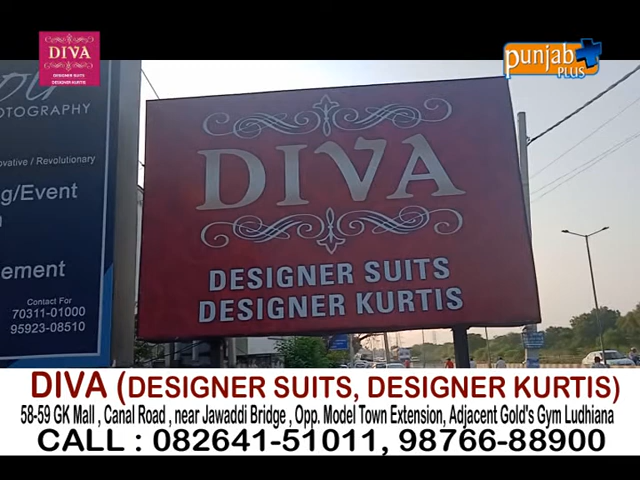 DIVA
DESIGNER SUITS
DESIGNER KURTIS
punjab
PLUS
OTOGRAPHY
ovative / Revolutionary
g/Event
ement
Contact For
70311-01000
95923-08510
DIVA
DESIGNER SUITS
DESIGNER KURTIS
DIVA (DESIGNER SUITS, DESIGNER KURTIS)
58-59 GK Mall , Canal Road , near Jawaddi Bridge , Opp. Model Town Extension, Adjacent Gold's Gym Ludhiana
CALL : 082641-51011, 98766-88900